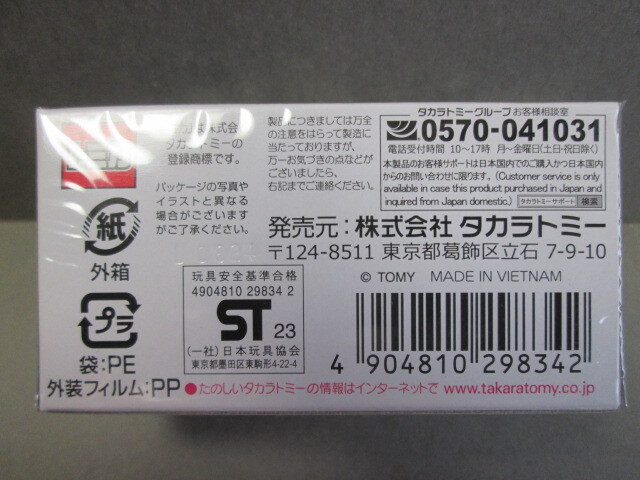 タカラトミーの
登録商標です。
パッケージの写真や
イラストと異なる
場合がございますが
ご了承ください。
紙
外箱
プラ
袋:PE
外装フィルム:PP
製品につきましては万全
の注意をはらって製造に
当たっておりますが、
万一お気づきの点などが
ございましたら、
右記までご連絡ください。
タカラトミーグループ お客様相談室
0570-041031
電話受付時間 10〜17時 月〜金曜日(土・日・祝日除く)
本製品のお客様サポートは日本国内でのご購入かつ日本国内
からのお問い合わせに限ります。(Customer service is only
available in case this product purchased in Japan and
inquired from Japan domestic.) タカラトミーサポート 検索
発売元:株式会社 タカラトミー
〒124-8511 東京都葛飾区立石 7-9-10
© TOMY MADE IN VIETNAM
玩具安全基準合格
4904810 29834 2
ST 23
(一社)日本玩具協会
東京都墨田区東駒形4-22-4
4 904810 298342
●たのしいタカラトミーの情報はインターネットで www.takaratomy.co.jp